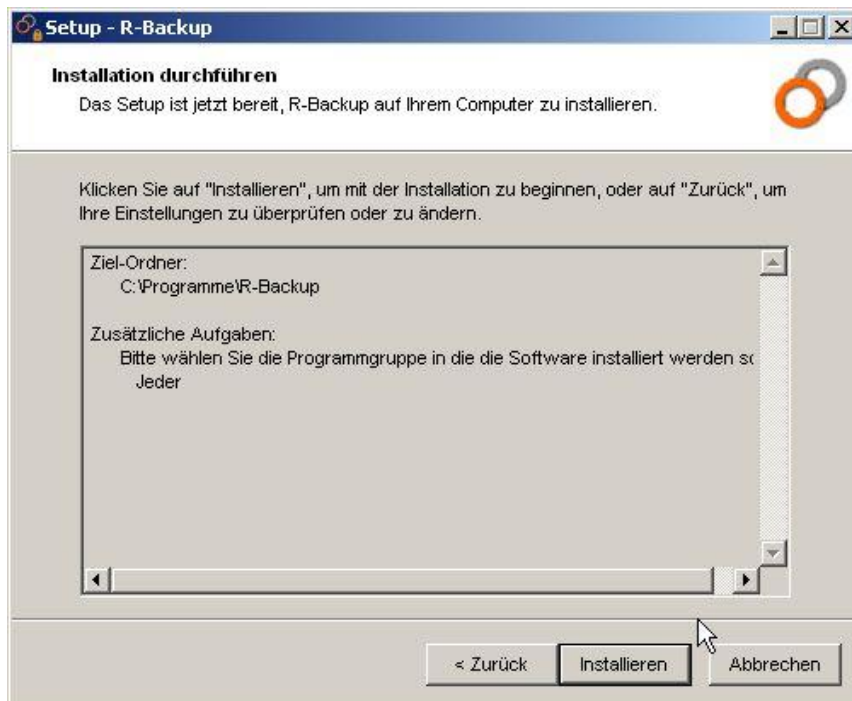 Setup - R-Backup
Installation durchführen
Das Setup ist jetzt bereit, R-Backup auf Ihrem Computer zu installieren.
Klicken Sie auf "Installieren", um mit der Installation zu beginnen, oder auf "Zurück", um
Ihre Einstellungen zu überprüfen oder zu ändern.
Ziel-Ordner:
C:\Programme\R-Backup
Zusätzliche Aufgaben:
Bitte wählen Sie die Programmgruppe in die die Software installiert werden
Jeder
< Zurück
Installieren
Abbrechen